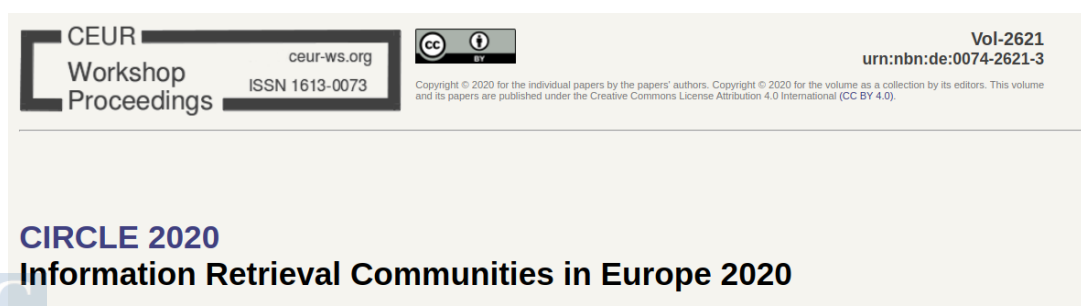 CEUR
Workshop
Proceedings
ceur-ws.org
ISSN 1613-0073
cc
BY
Vol-2621
urn:nbn:de:0074-2621-3
Copyright © 2020 for the individual papers by the papers' authors. Copyright © 2020 for the volume as a collection by its editors. This volume
and its papers are published under the Creative Commons License Attribution 4.0 International (CC BY 4.0).
CIRCLE 2020
Information Retrieval Communities in Europe 2020